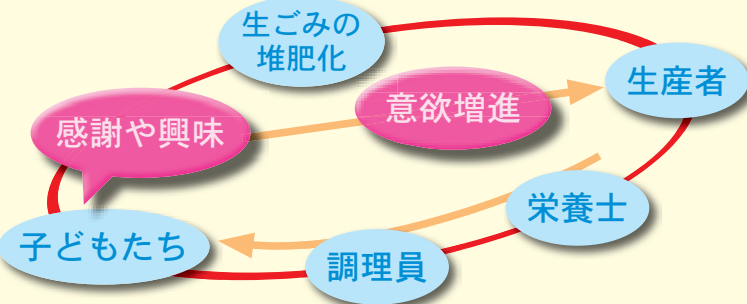 生ごみの
堆肥化
生産者
意欲増進
感謝や興味
栄養士
子どもたち
調理員